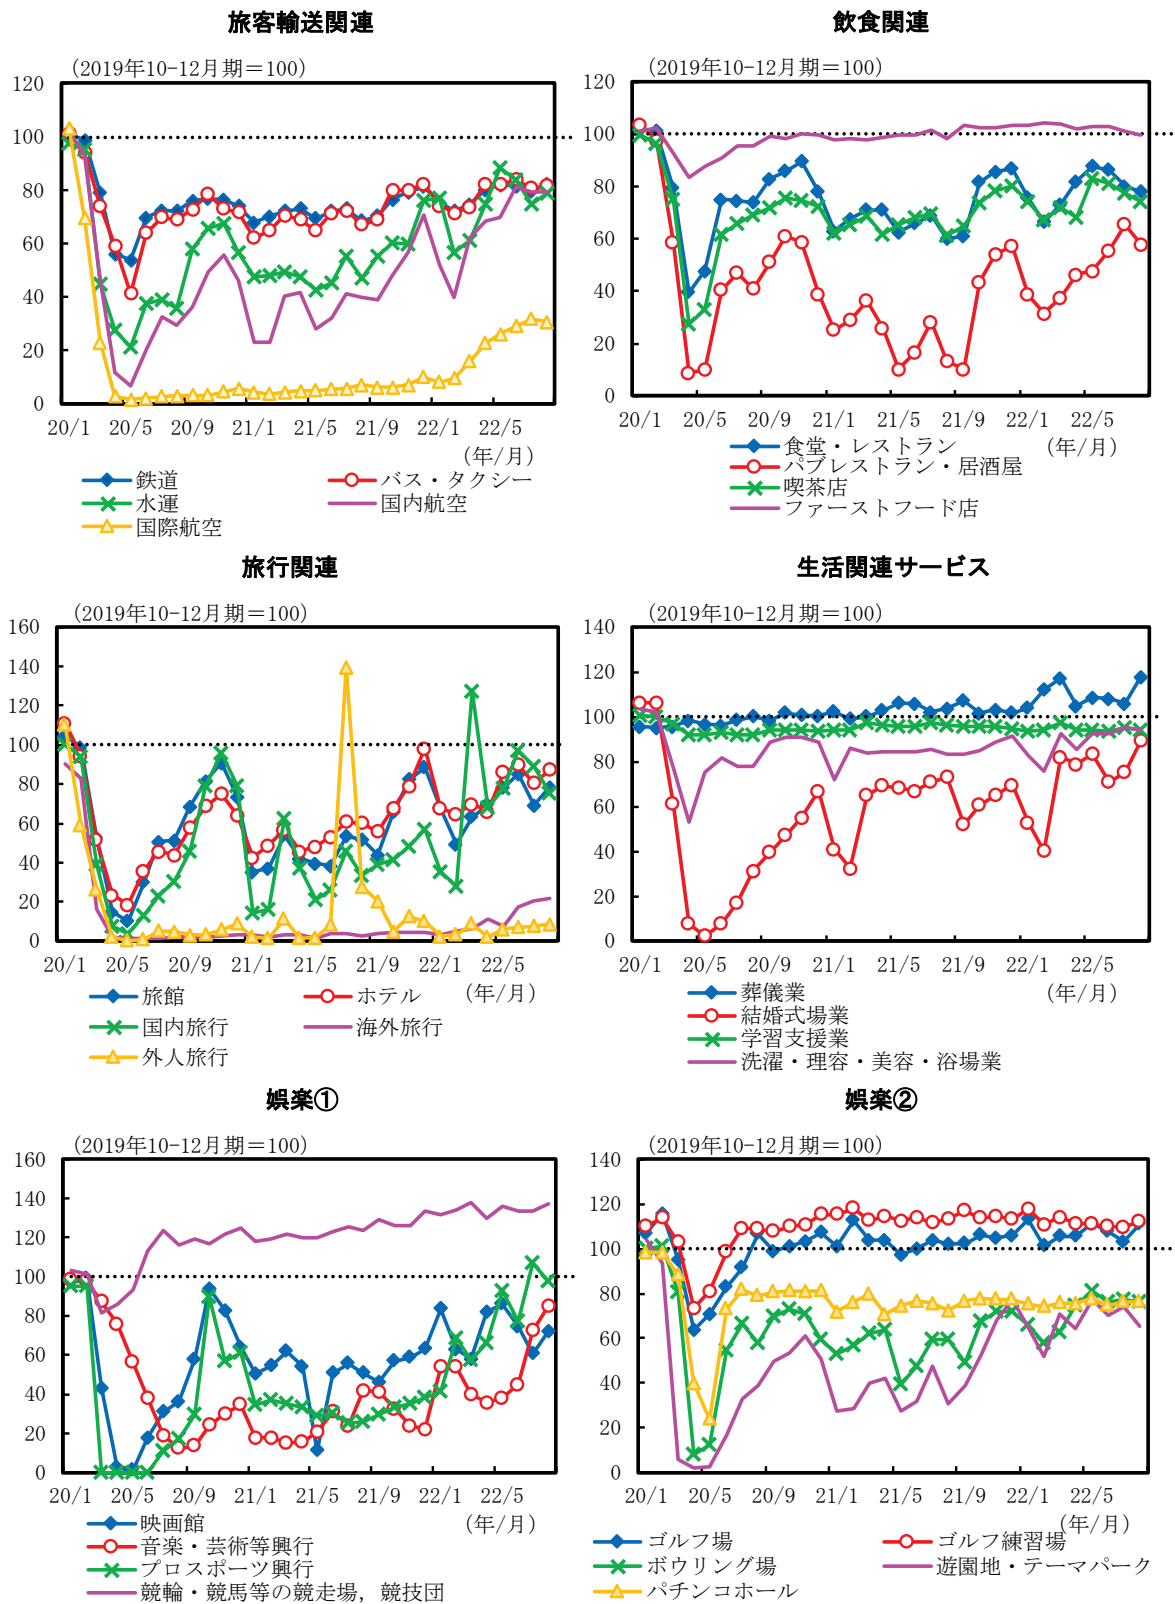 旅客輸送関連
(2019年10-12月期＝100)
120
100
80
60
40
20
0
20/1 20/5 20/9 21/1 21/5 21/9 22/1 22/5
(年/月)
鉄道 バス・タクシー
水運 国内航空
国際航空
飲食関連
(2019年10-12月期＝100)
120
100
80
60
40
20
0
20/1 20/5 20/9 21/1 21/5 21/9 22/1 22/5
(年/月)
食堂・レストラン
パブレストラン・居酒屋
喫茶店
ファーストフード店
旅行関連
(2019年10-12月期＝100)
160
140
120
100
80
60
40
20
0
20/1 20/5 20/9 21/1 21/5 21/9 22/1 22/5
(年/月)
旅館 ホテル
国内旅行 海外旅行
外人旅行
生活関連サービス
(2019年10-12月期＝100)
140
120
100
80
60
40
20
0
20/1 20/5 20/9 21/1 21/5 21/9 22/1 22/5
(年/月)
葬儀業
結婚式場業
学習支援業
洗濯・理容・美容・浴場業
娯楽①
(2019年10-12月期＝100)
160
140
120
100
80
60
40
20
0
20/1 20/5 20/9 21/1 21/5 21/9 22/1 22/5
(年/月)
映画館
音楽・芸術等興行
プロスポーツ興行
競輪・競馬等の競走場，競技団
娯楽②
(2019年10-12月期＝100)
140
120
100
80
60
40
20
0
20/1 20/5 20/9 21/1 21/5 21/9 22/1 22/5
(年/月)
ゴルフ場 ゴルフ練習場
ボウリング場 遊園地・テーマパーク
パチンコホール